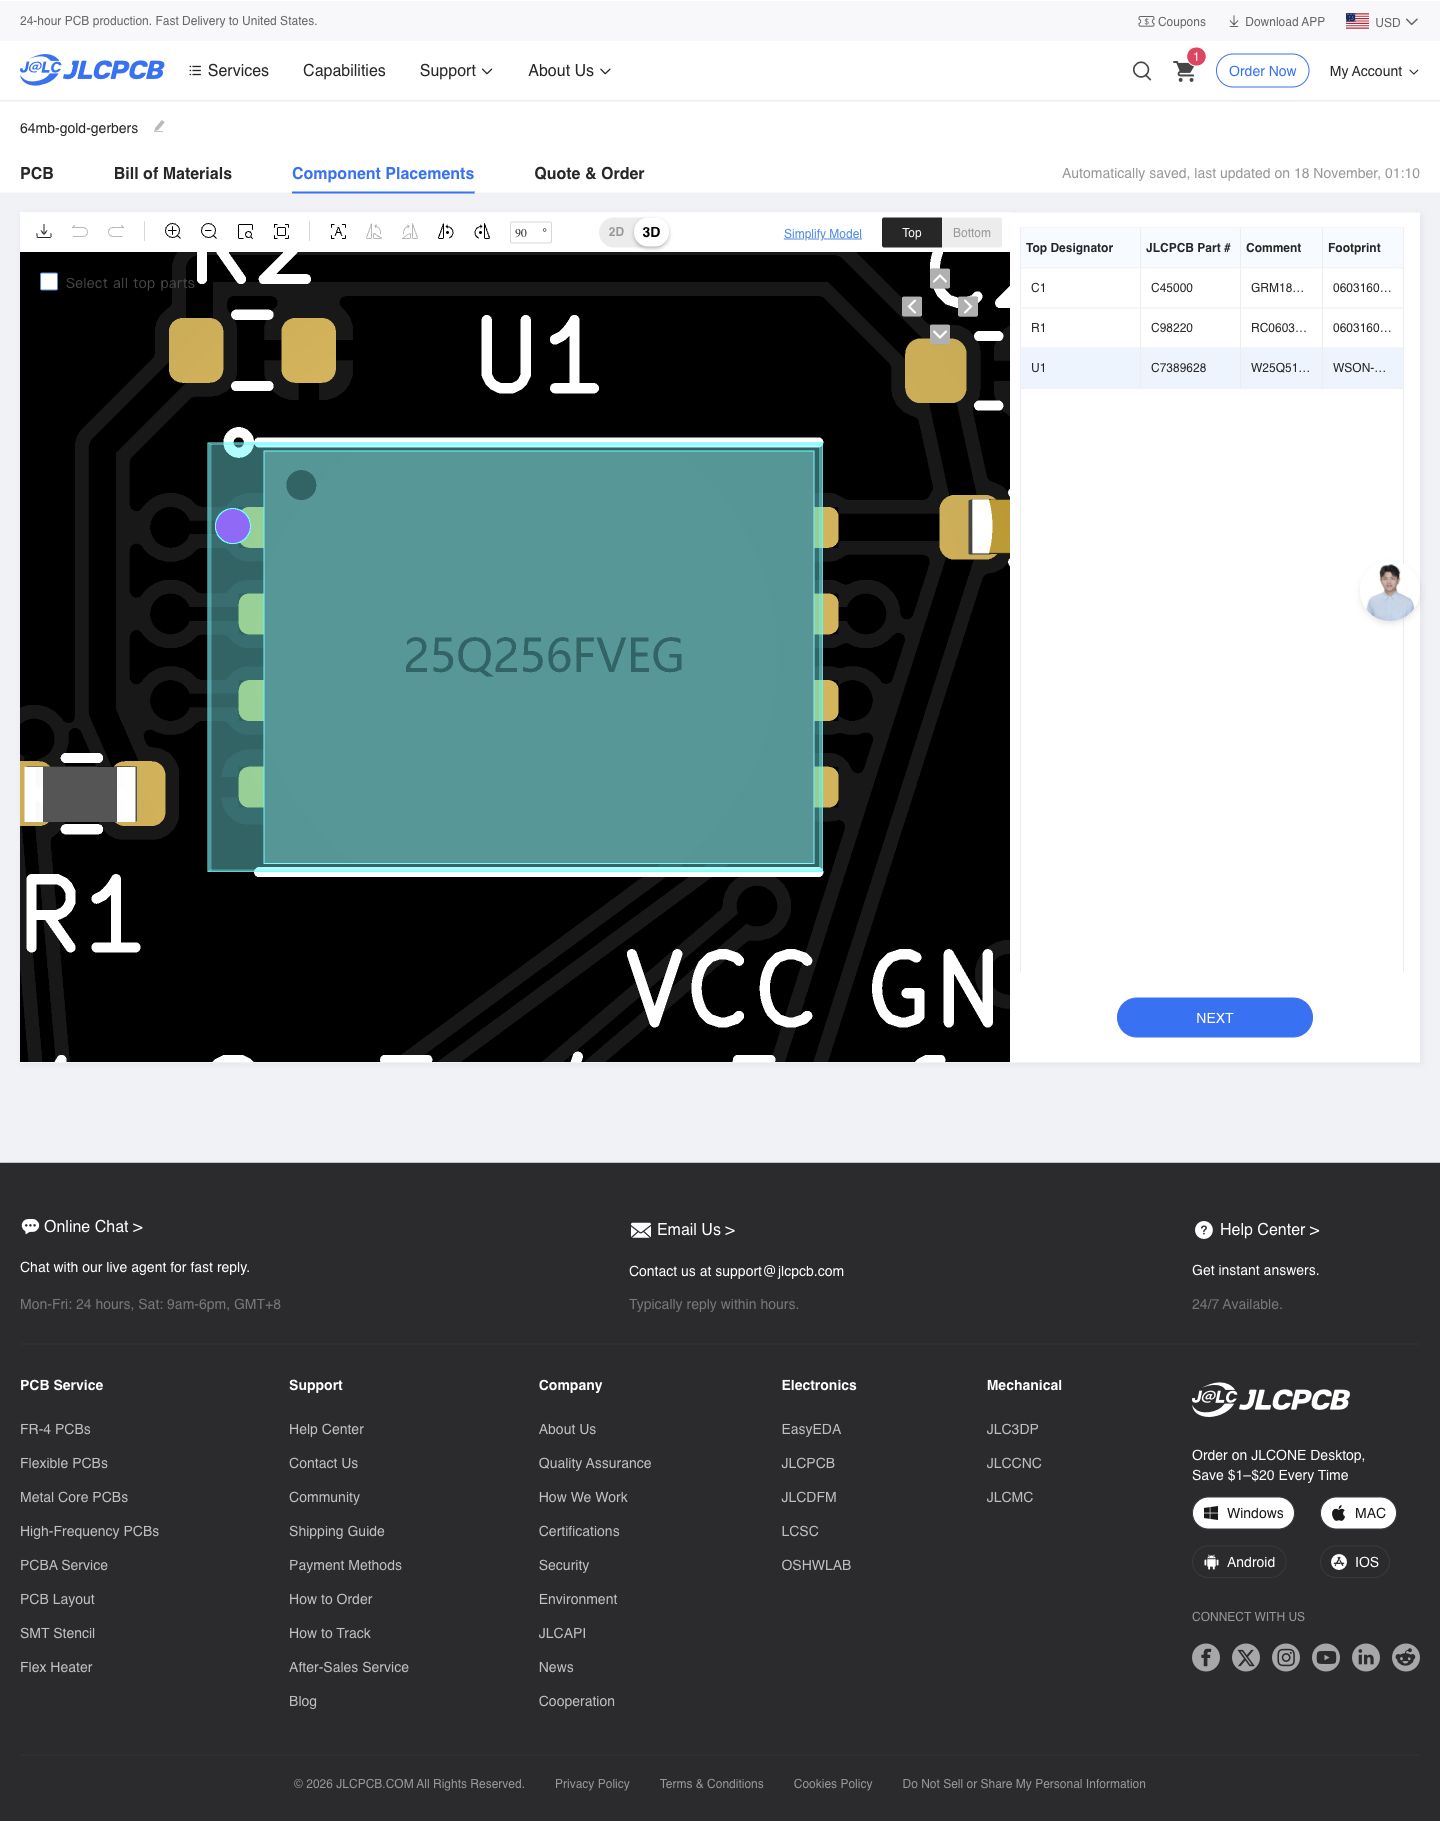 24-hour PCB production. Fast Delivery to United States.
Coupons
Download APP
USD
J@LC JLCPCB
Services
Capabilities
Support
About Us
1
Order Now
My Account
64mb-gold-gerbers
PCB
Bill of Materials
Component Placements
Quote & Order
Automatically saved, last updated on 18 November, 01:10
90 °
2D
3D
Simplify Model
Top
Bottom
Top Designator
JLCPCB Part #
Comment
Footprint
C1
C45000
GRM18...
0603160...
R1
C98220
RC0603...
0603160...
U1
C7389628
W25Q51...
WSON-...
Select all top parts
R2
U1
25Q256FVEG
R1
VCC GN
NEXT
Online Chat >
Chat with our live agent for fast reply.
Mon-Fri: 24 hours, Sat: 9am-6pm, GMT+8
Email Us >
Contact us at support@jlcpcb.com
Typically reply within hours.
Help Center >
Get instant answers.
24/7 Available.
PCB Service
FR-4 PCBs
Flexible PCBs
Metal Core PCBs
High-Frequency PCBs
PCBA Service
PCB Layout
SMT Stencil
Flex Heater
Support
Help Center
Contact Us
Community
Shipping Guide
Payment Methods
How to Order
How to Track
After-Sales Service
Blog
Company
About Us
Quality Assurance
How We Work
Certifications
Security
Environment
JLCAPI
News
Cooperation
Electronics
EasyEDA
JLCPCB
JLCDFM
LCSC
OSHWLAB
Mechanical
JLC3DP
JLCCNC
JLCMC
J@LC JLCPCB
Order on JLCONE Desktop,
Save $1–$20 Every Time
Windows
MAC
Android
IOS
CONNECT WITH US
© 2026 JLCPCB.COM All Rights Reserved.
Privacy Policy
Terms & Conditions
Cookies Policy
Do Not Sell or Share My Personal Information